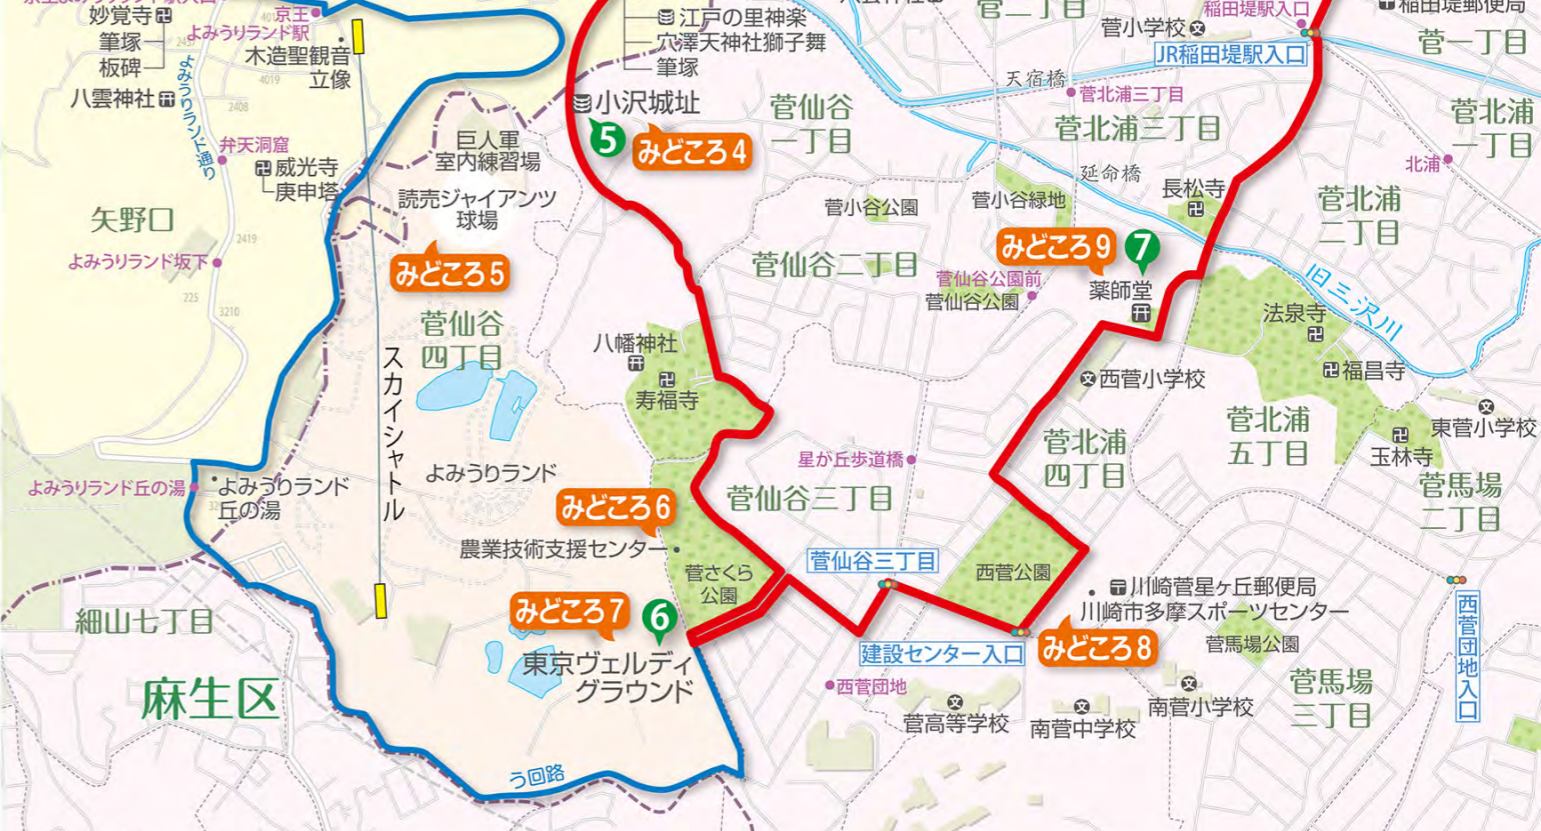 妙覚寺
筆塚
板碑
八雲神社
京王
よみうりランド駅
木造聖観音
立像
4019
2408
よみうりランド通り
弁天洞窟
威光寺
庚申塔
矢野口
2419
よみうりランド坂下
225
3210
江戸の里神楽
穴澤天神社獅子舞
筆塚
小沢城址
5
みどころ4
巨人軍
室内練習場
読売ジャイアンツ
球場
みどころ5
菅仙谷
四丁目
スカイシャトル
よみうりランド
よみうりランド丘の湯
よみうりランド
丘の湯
細山七丁目
麻生区
う回路
菅仙谷
一丁目
菅小谷公園
菅仙谷二丁目
八幡神社
寿福寺
みどころ6
農業技術支援センター
菅さくら
公園
みどころ7
6
東京ヴェルディ
グラウンド
菅仙谷三丁目
星が丘歩道橋
菅仙谷三丁目
建設センター入口
西菅団地
菅高等学校
南菅中学校
南菅小学校
菅二丁目
菅小学校
稲田堤駅入口
JR稲田堤駅入口
稲田堤郵便局
菅一丁目
天宿橋
菅北浦三丁目
菅北浦三丁目
菅北浦
一丁目
北浦
延命橋
菅小谷緑地
長松寺
菅北浦
二丁目
みどころ9
7
菅仙谷公園前
菅仙谷公園
薬師堂
旧三沢川
法泉寺
福昌寺
西菅小学校
菅北浦
五丁目
東菅小学校
玉林寺
菅北浦
四丁目
菅馬場
二丁目
西菅公園
川崎菅星ヶ丘郵便局
川崎市多摩スポーツセンター
みどころ8
菅馬場公園
菅馬場
三丁目
西菅団地入口